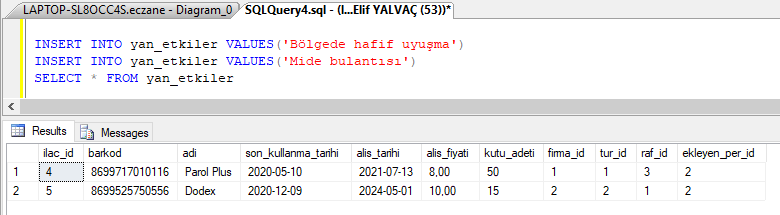 LAPTOP-SL8OCC4S.eczane - Diagram_0 SQLQuery4.sql - (l...Elif YALVAÇ (53))*
INSERT INTO yan_etkiler VALUES('Bölgede hafif uyuşma')
INSERT INTO yan_etkiler VALUES('Mide bulantısı')
SELECT * FROM yan_etkiler
Results Messages
ilac_id barkod adi son_kullanma_tarihi alis_tarihi alis_fiyati kutu_adeti firma_id tur_id raf_id ekleyen_per_id
1 4 8699717010116 Parol Plus 2020-05-10 2021-07-13 8,00 50 1 1 3 2
2 5 8699525750556 Dodex 2020-12-09 2024-05-01 10,00 15 2 2 1 2